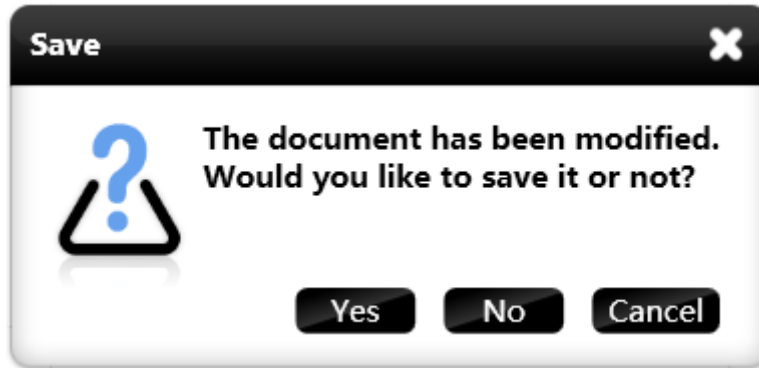 Save
The document has been modified.
Would you like to save it or not?
Yes No Cancel